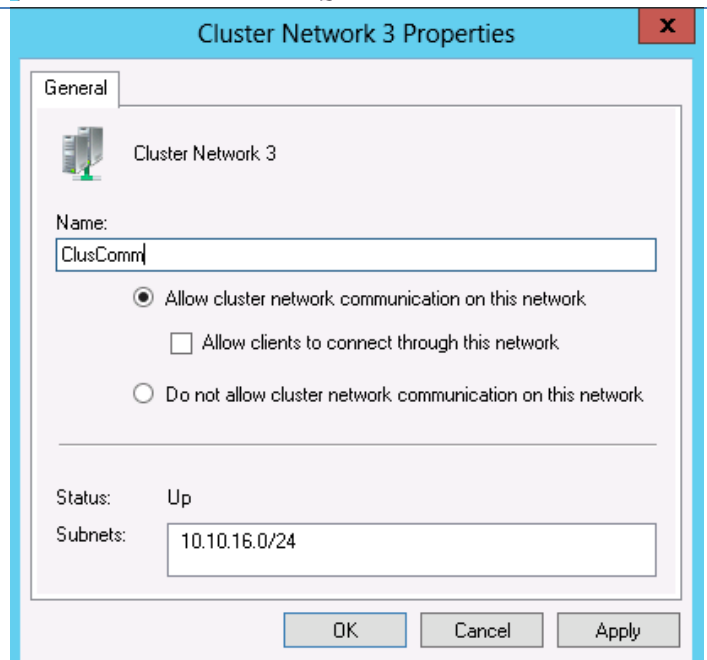 Cluster Network 3 Properties
x
General
Cluster Network 3
Name:
ClusComm
Allow cluster network communication on this network
Allow clients to connect through this network
Do not allow cluster network communication on this network
Status: Up
Subnets: 10.10.16.0/24
OK Cancel Apply